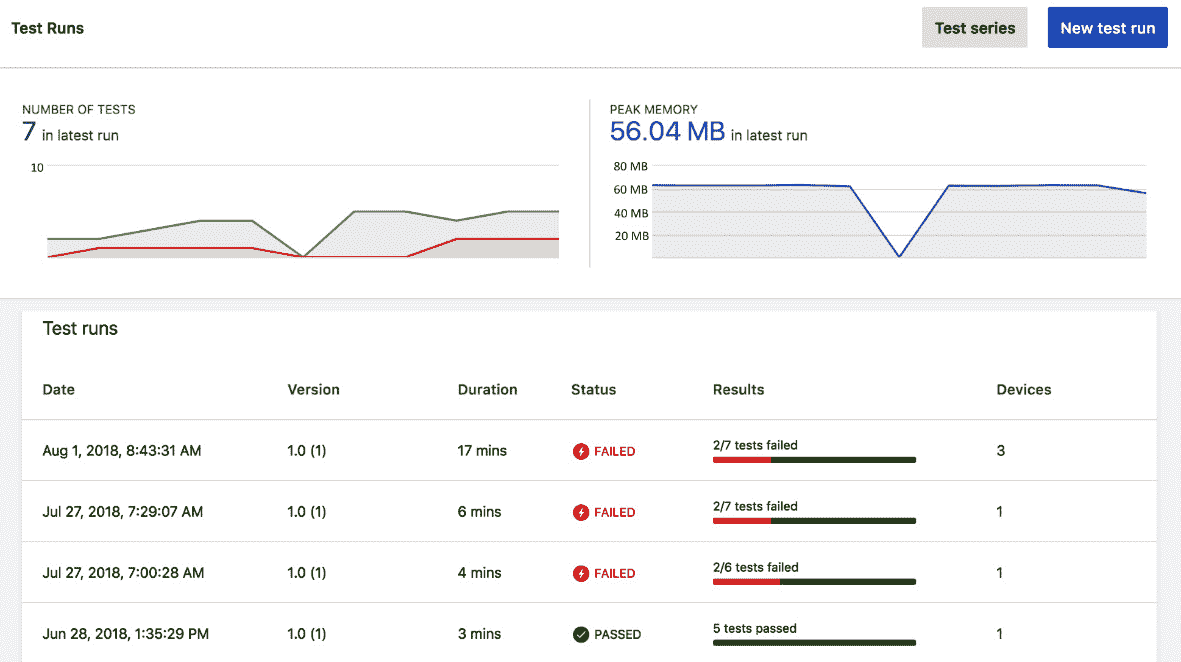 Test Runs
Test series
New test run
NUMBER OF TESTS
7 in latest run
10
PEAK MEMORY
56.04 MB in latest run
80 MB
60 MB
40 MB
20 MB
Test runs
Date Version Duration Status Results Devices
Aug 1, 2018, 8:43:31 AM 1.0 (1) 17 mins FAILED 2/7 tests failed 3
Jul 27, 2018, 7:29:07 AM 1.0 (1) 6 mins FAILED 2/7 tests failed 1
Jul 27, 2018, 7:00:28 AM 1.0 (1) 4 mins FAILED 2/6 tests failed 1
Jun 28, 2018, 1:35:29 PM 1.0 (1) 3 mins PASSED 5 tests passed 1